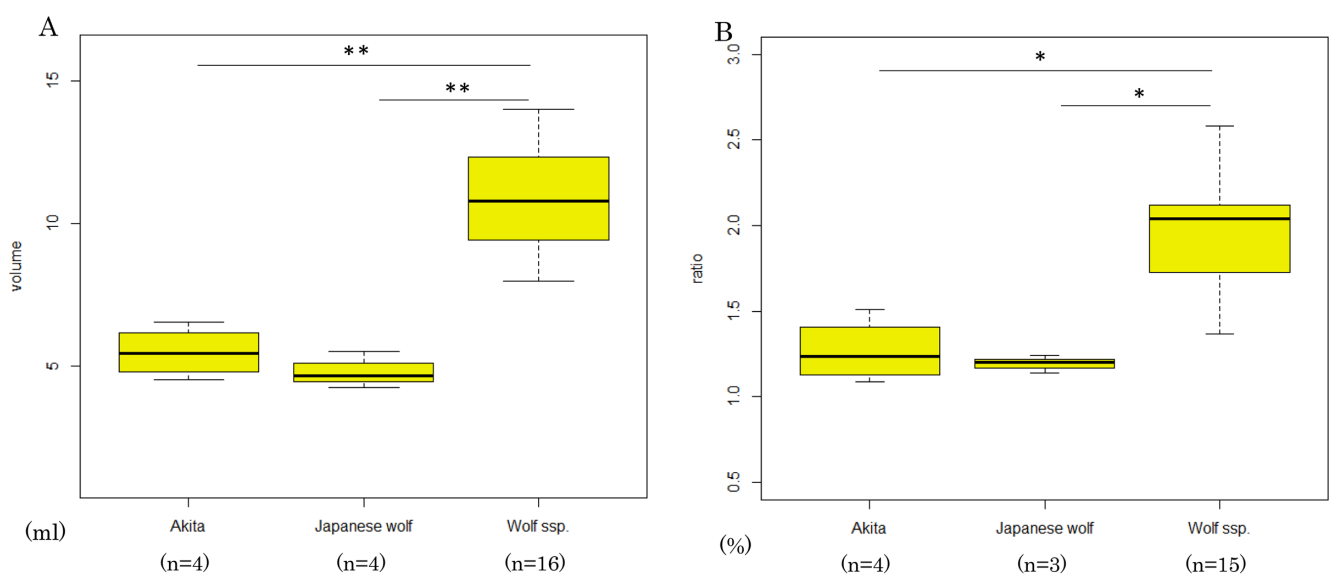 A
**
**
15
10
5
volume
Akita
Japanese wolf
Wolf ssp.
(ml)
(n=4)
(n=4)
(n=16)
B
*
*
3.0
2.5
2.0
1.5
1.0
0.5
ratio
Akita
Japanese wolf
Wolf ssp.
(%)
(n=4)
(n=3)
(n=15)